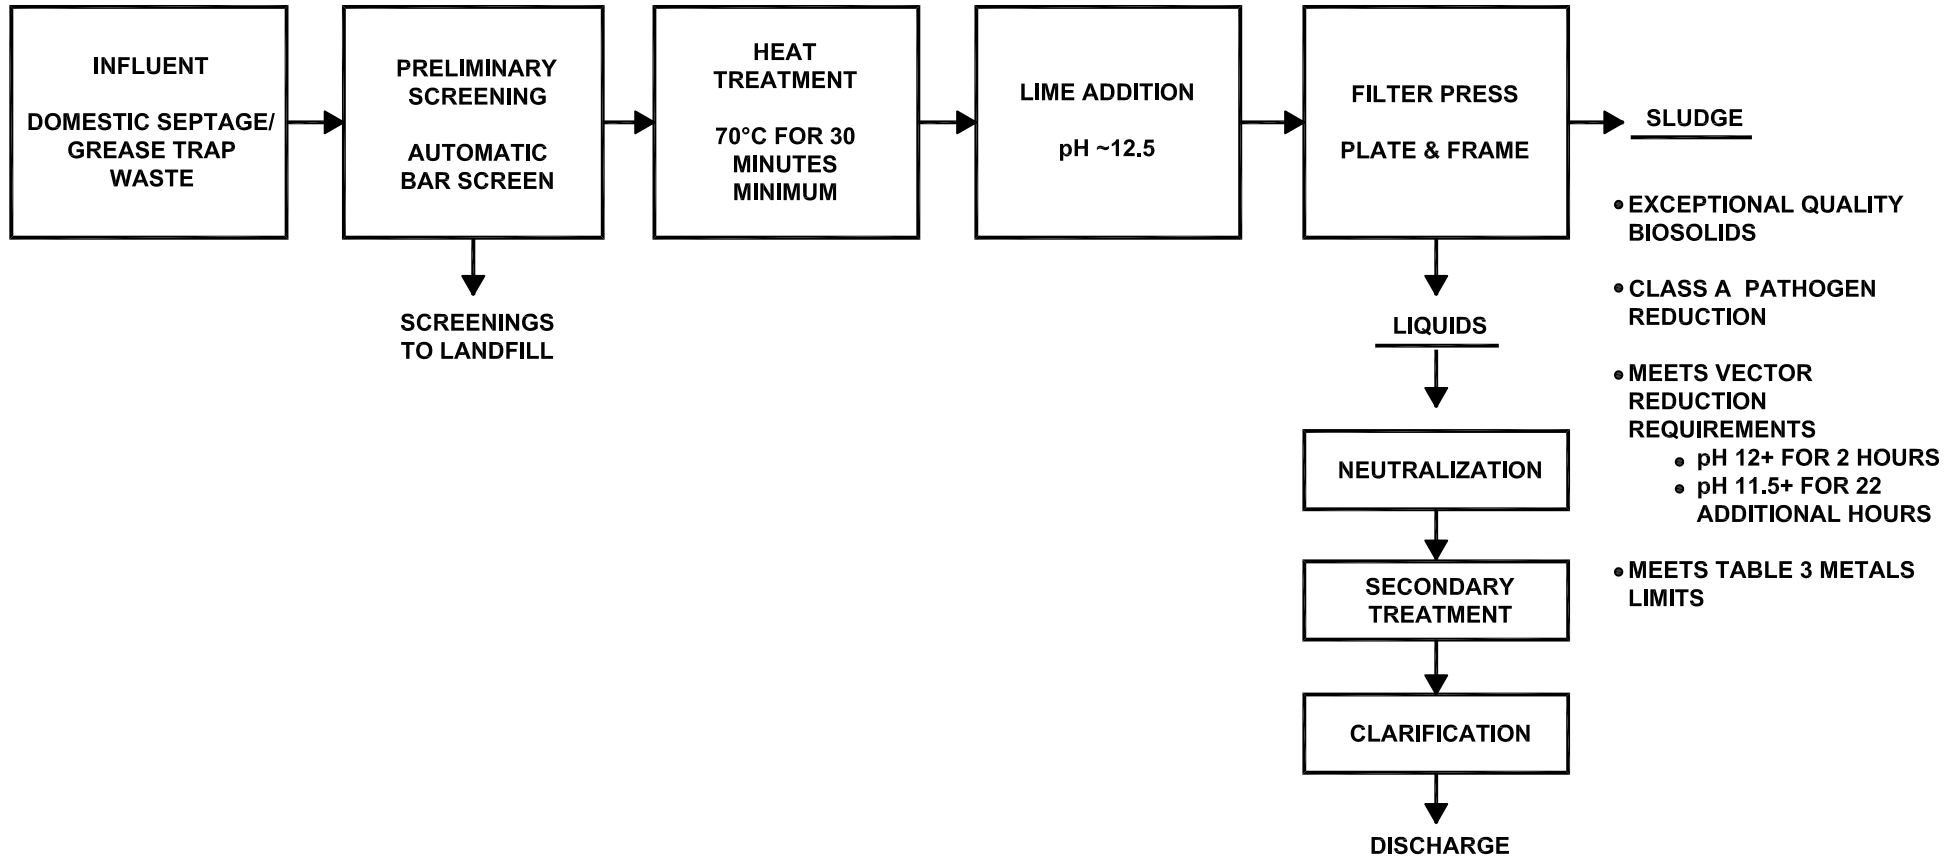 INFLUENT
DOMESTIC SEPTAGE/
GREASE TRAP
WASTE
PRELIMINARY
SCREENING
AUTOMATIC
BAR SCREEN
SCREENINGS
TO LANDFILL
HEAT
TREATMENT
70°C FOR 30
MINUTES
MINIMUM
LIME ADDITION
pH ~12.5
FILTER PRESS
PLATE & FRAME
SLUDGE
• EXCEPTIONAL QUALITY
BIOSOLIDS
• CLASS A PATHOGEN
REDUCTION
• MEETS VECTOR
REDUCTION
REQUIREMENTS
• pH 12+ FOR 2 HOURS
• pH 11.5+ FOR 22
ADDITIONAL HOURS
• MEETS TABLE 3 METALS
LIMITS
LIQUIDS
NEUTRALIZATION
SECONDARY
TREATMENT
CLARIFICATION
DISCHARGE